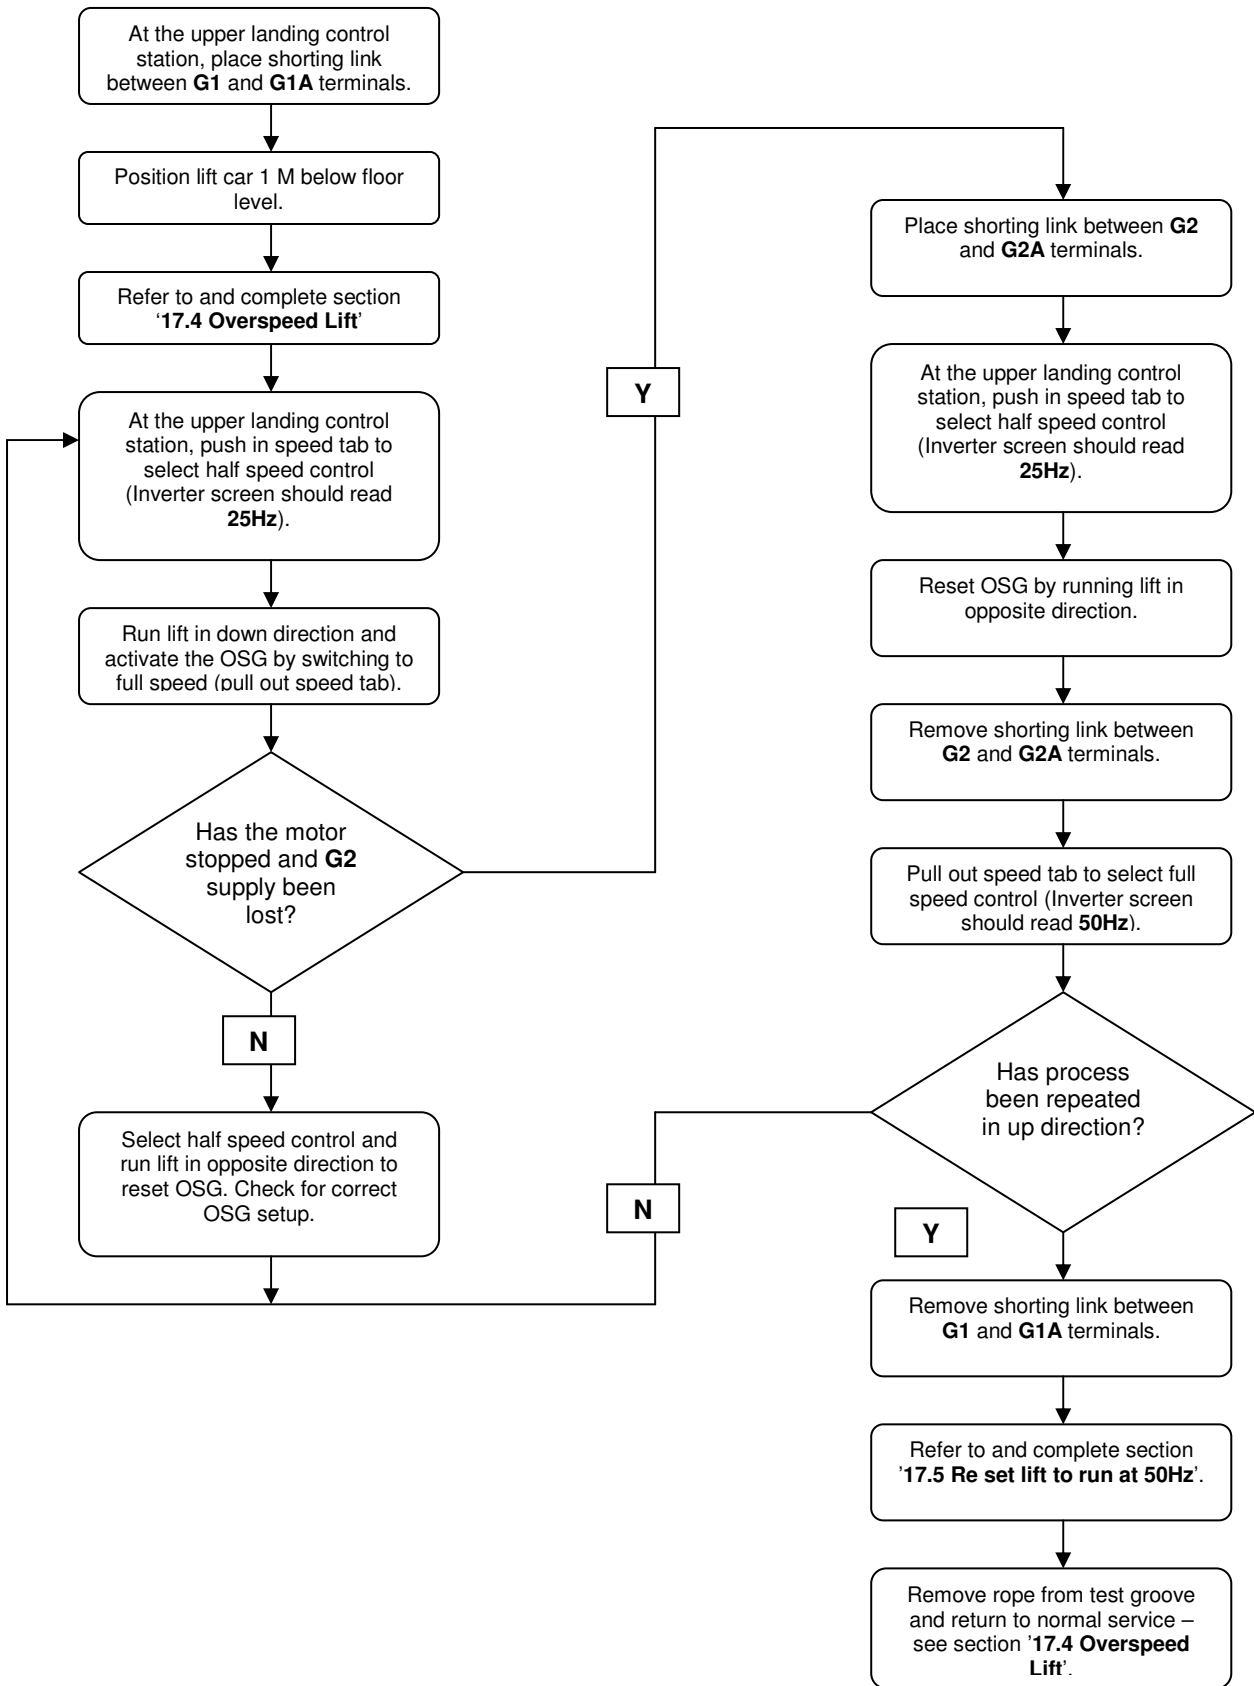 At the upper landing control
station, place shorting link
between G1 and G1A terminals.
Position lift car 1 M below floor
level.
Refer to and complete section
‘17.4 Overspeed Lift’
At the upper landing control
station, push in speed tab to
select half speed control
(Inverter screen should read
25Hz).
Run lift in down direction and
activate the OSG by switching to
full speed (pull out speed tab).
Has the motor
stopped and G2
supply been
lost?
N
Select half speed control and
run lift in opposite direction to
reset OSG. Check for correct
OSG setup.
Y
Place shorting link between G2
and G2A terminals.
At the upper landing control
station, push in speed tab to
select half speed control
(Inverter screen should read
25Hz).
Reset OSG by running lift in
opposite direction.
Remove shorting link between
G2 and G2A terminals.
Pull out speed tab to select full
speed control (Inverter screen
should read 50Hz).
Has process
been repeated
in up direction?
N
Y
Remove shorting link between
G1 and G1A terminals.
Refer to and complete section
’17.5 Re set lift to run at 50Hz’.
Remove rope from test groove
and return to normal service –
see section ’17.4 Overspeed
Lift’.